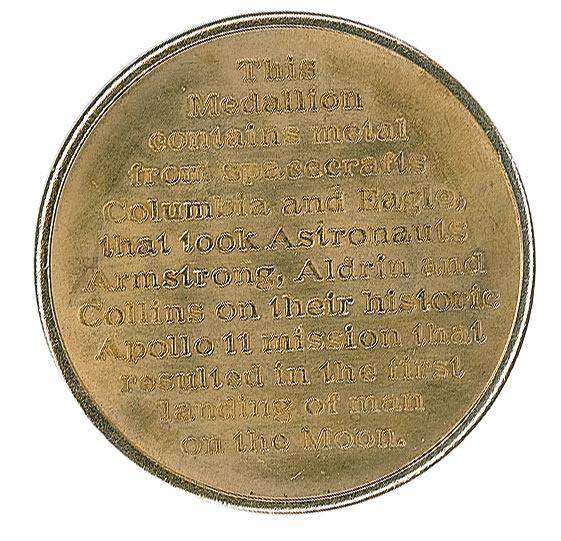 This
Medallion
contains metal
from spacecrafts
Columbia and Eagle,
that took Astronauts
Armstrong, Aldrin and
Collins on their historic
Apollo 11 mission that
resulted in the first
landing of man
on the Moon.